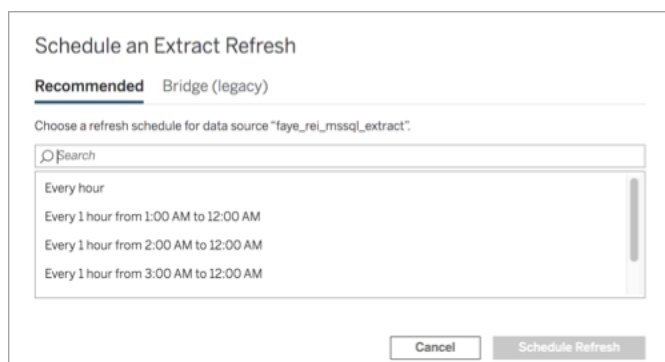 Schedule an Extract Refresh
Recommended Bridge (legacy)
Choose a refresh schedule for data source "faye_rei_mssql_extract".
Search
Every hour
Every 1 hour from 1:00 AM to 12:00 AM
Every 1 hour from 2:00 AM to 12:00 AM
Every 1 hour from 3:00 AM to 12:00 AM
Cancel Schedule Refresh